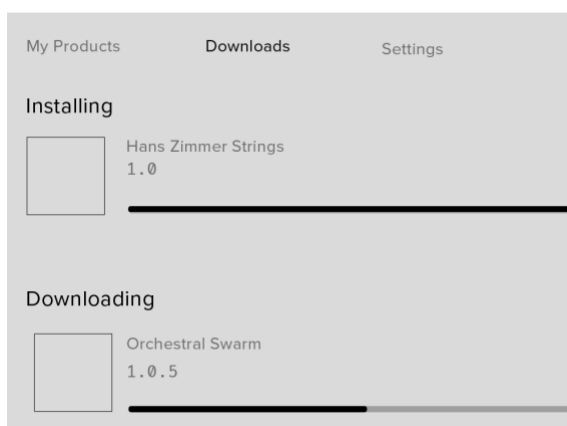 My Products Downloads Settings
Installing
Hans Zimmer Strings
1.0
Downloading
Orchestral Swarm
1.0.5